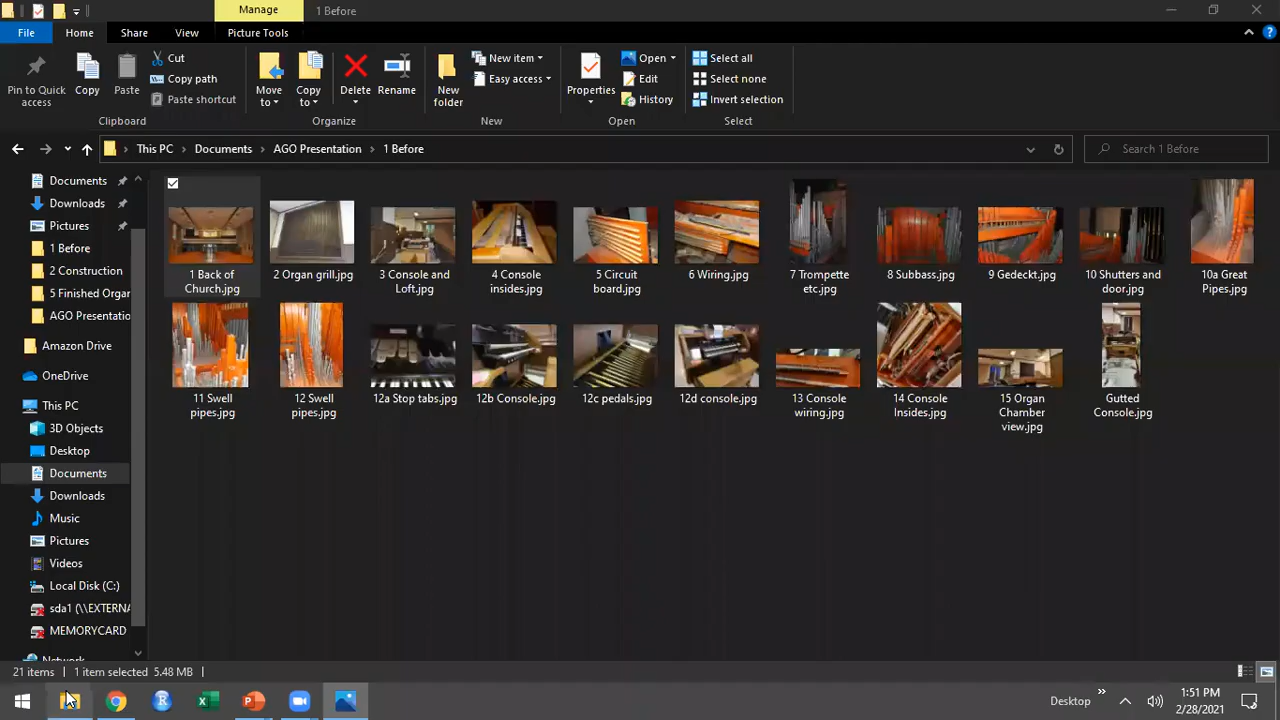 Manage
1 Before
File
Home
Share
View
Picture Tools
Pin to Quick
access
Copy
Paste
Cut
Copy path
Paste shortcut
Clipboard
Move
to
Copy
to
Delete
Rename
Organize
New
folder
New item
Easy access
New
Properties
Open
Edit
History
Open
Select all
Select none
Invert selection
Select
This PC
Documents
AGO Presentation
1 Before
Search 1 Before
Documents
Downloads
Pictures
1 Before
2 Construction
5 Finished Organ
AGO Presentatio
Amazon Drive
OneDrive
This PC
3D Objects
Desktop
Documents
Downloads
Music
Pictures
Videos
Local Disk (C:)
sda1 (\\EXTERNA
MEMORYCARD
Network
1 Back of
Church.jpg
2 Organ grill.jpg
3 Console and
Loft.jpg
4 Console
insides.jpg
5 Circuit
board.jpg
6 Wiring.jpg
7 Trompette
etc.jpg
8 Subbass.jpg
9 Gedeckt.jpg
10 Shutters and
door.jpg
10a Great
Pipes.jpg
11 Swell
pipes.jpg
12 Swell
pipes.jpg
12a Stop tabs.jpg
12b Console.jpg
12c pedals.jpg
12d console.jpg
13 Console
wiring.jpg
14 Console
Insides.jpg
15 Organ
Chamber
view.jpg
Gutted
Console.jpg
21 items
1 item selected 5.48 MB
Desktop
1:51 PM
2/28/2021